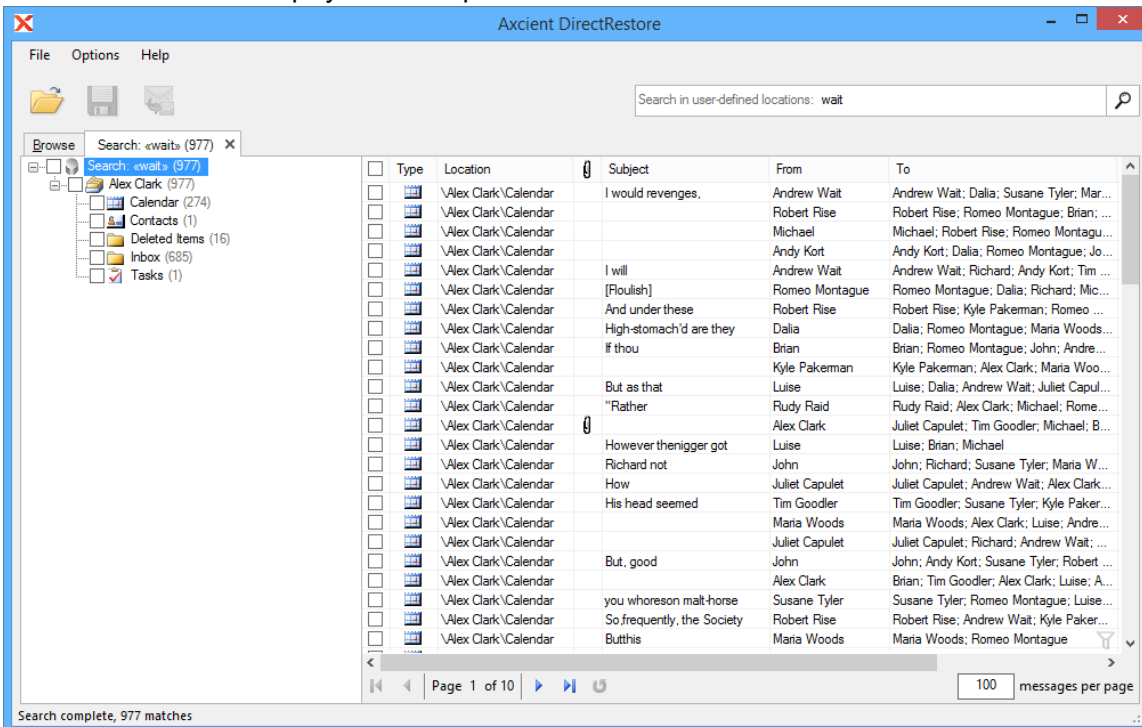 Axcient DirectRestore
File Options Help
Search in user-defined locations: wait
Browse Search: «wait» (977)
Search: «wait» (977)
Alex Clark (977)
Calendar (274)
Contacts (1)
Deleted Items (16)
Inbox (685)
Tasks (1)
Type Location Subject From To
\Alex Clark\Calendar I would revenges, Andrew Wait Andrew Wait; Dalia; Susane Tyler; Mar...
\Alex Clark\Calendar Robert Rise Robert Rise; Romeo Montague; Brian; ...
\Alex Clark\Calendar Michael Michael; Robert Rise; Romeo Montagu...
\Alex Clark\Calendar Andy Kort Andy Kort; Dalia; Romeo Montague; Jo...
\Alex Clark\Calendar I will Andrew Wait Andrew Wait; Richard; Andy Kort; Tim ...
\Alex Clark\Calendar [Floulish] Romeo Montague Romeo Montague; Dalia; Richard; Mic...
\Alex Clark\Calendar And under these Robert Rise Robert Rise; Kyle Pakerman; Romeo ...
\Alex Clark\Calendar High-stomach'd are they Dalia Dalia; Romeo Montague; Maria Woods...
\Alex Clark\Calendar If thou Brian Brian; Romeo Montague; John; Andre...
\Alex Clark\Calendar Kyle Pakerman Kyle Pakerman; Alex Clark; Maria Woo...
\Alex Clark\Calendar But as that Luise Luise; Dalia; Andrew Wait; Juliet Capul...
\Alex Clark\Calendar "Rather Rudy Raid Rudy Raid; Alex Clark; Michael; Rome...
\Alex Clark\Calendar Alex Clark Juliet Capulet; Tim Goodler; Michael; B...
\Alex Clark\Calendar However thenigger got Luise Luise; Brian; Michael
\Alex Clark\Calendar Richard not John John; Richard; Susane Tyler; Maria W...
\Alex Clark\Calendar How Juliet Capulet Juliet Capulet; Andrew Wait; Alex Clark...
\Alex Clark\Calendar His head seemed Tim Goodler Tim Goodler; Susane Tyler; Kyle Paker...
\Alex Clark\Calendar Maria Woods Maria Woods; Alex Clark; Luise; Andre...
\Alex Clark\Calendar Juliet Capulet Juliet Capulet; Richard; Andrew Wait; ...
\Alex Clark\Calendar But, good John John; Andy Kort; Susane Tyler; Robert ...
\Alex Clark\Calendar Alex Clark Brian; Tim Goodler; Alex Clark; Luise; A...
\Alex Clark\Calendar you whoreson malt-horse Susane Tyler Susane Tyler; Romeo Montague; Luise...
\Alex Clark\Calendar So,frequently, the Society Robert Rise Robert Rise; Andrew Wait; Kyle Paker...
\Alex Clark\Calendar Butthis Maria Woods Maria Woods; Romeo Montague
Page 1 of 10 100 messages per page
Search complete, 977 matches